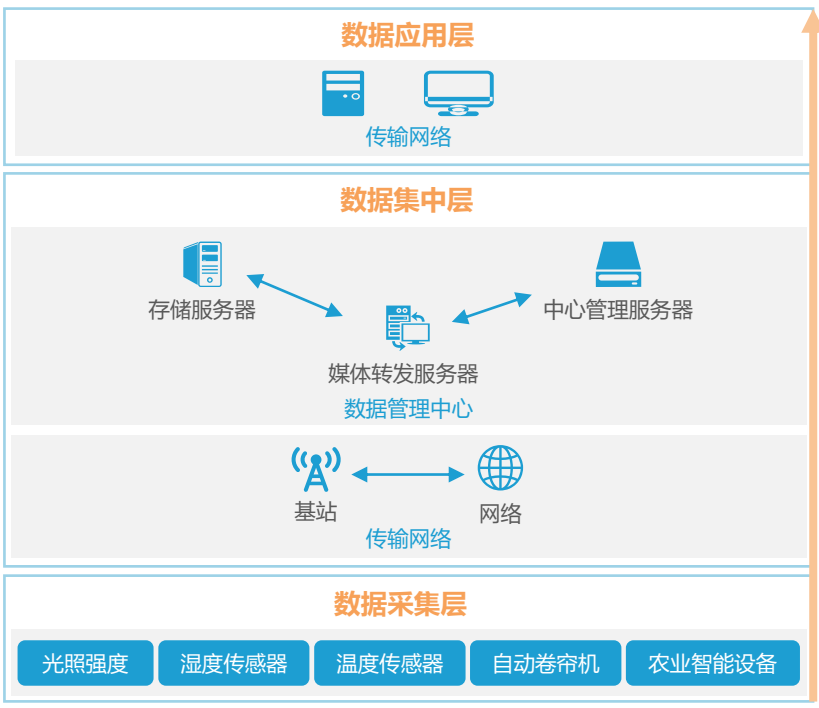 数据应用层
传输网络
数据集中层
存储服务器
中心管理服务器
媒体转发服务器
数据管理中心
基站
网络
传输网络
数据采集层
光照强度
湿度传感器
温度传感器
自动卷帘机
农业智能设备